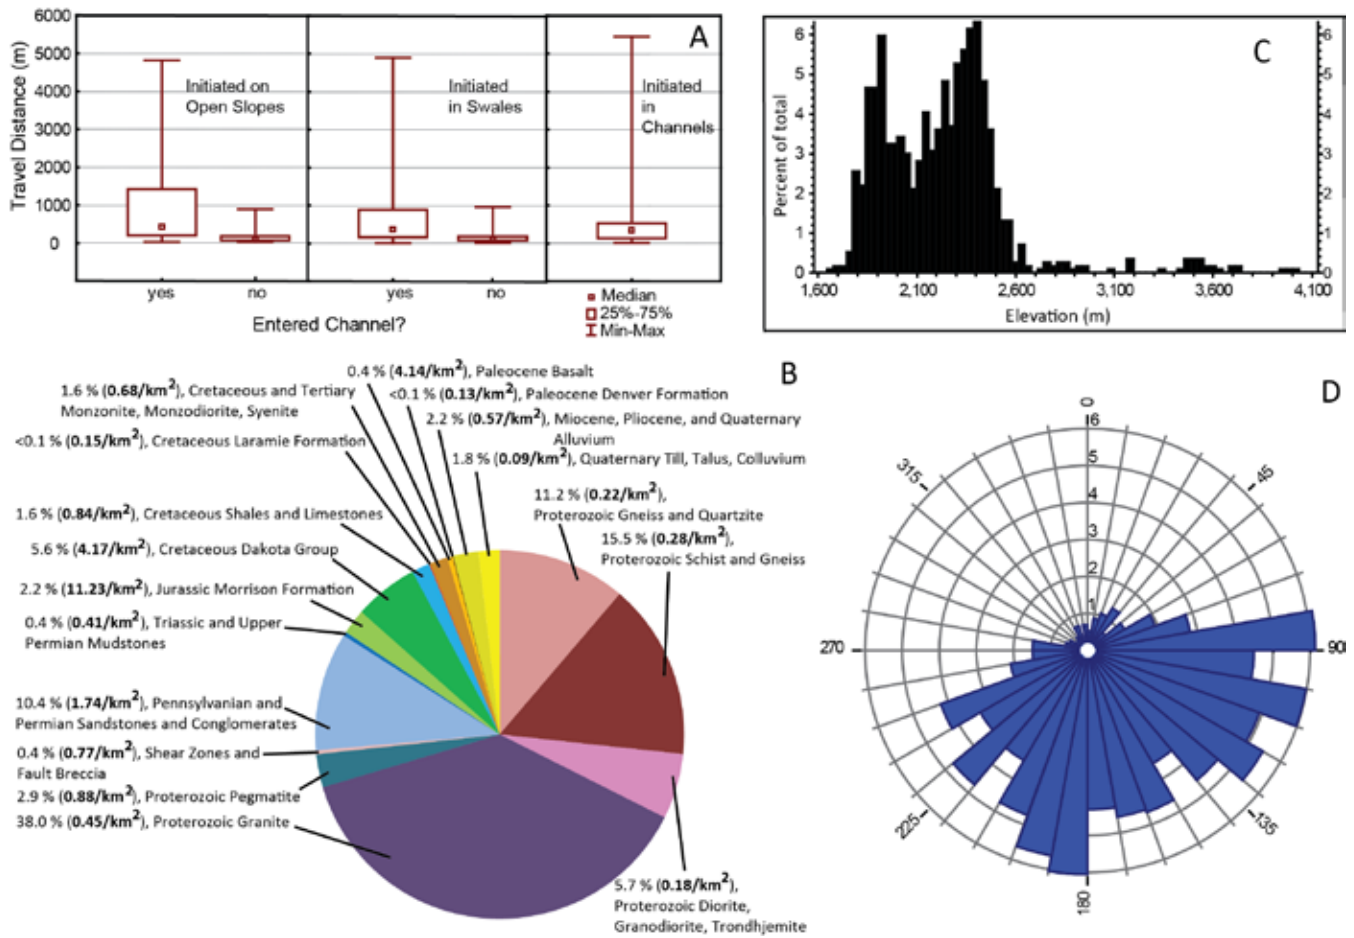 A
6000
5000
4000
3000
2000
1000
0
Travel Distance (m)
Initiated on
Open Slopes
Initiated
in Swales
Initiated
in
Channels
yes no yes no
Entered Channel?
Median
25%-75%
Min-Max
C
6
5
4
3
2
1
0
Percent of total
6
5
4
3
2
1
0
1,600 2,100 2,600 3,100 3,600 4,100
Elevation (m)
B
0.4 % (4.14/km²), Paleocene Basalt
1.6 % (0.68/km²), Cretaceous and Tertiary
Monzonite, Monzodiorite, Syenite
<0.1 % (0.13/km²), Paleocene Denver Formation
2.2 % (0.57/km²), Miocene, Pliocene, and Quaternary
Alluvium
<0.1 % (0.15/km²), Cretaceous Laramie Formation
1.8 % (0.09/km²), Quaternary Till, Talus, Colluvium
11.2 % (0.22/km²),
Proterozoic Gneiss and Quartzite
1.6 % (0.84/km²), Cretaceous Shales and Limestones
15.5 % (0.28/km²),
Proterozoic Schist and Gneiss
5.6 % (4.17/km²), Cretaceous Dakota Group
2.2 % (11.23/km²), Jurassic Morrison Formation
0.4 % (0.41/km²), Triassic and Upper
Permian Mudstones
10.4 % (1.74/km²), Pennsylvanian and
Permian Sandstones and Conglomerates
0.4 % (0.77/km²), Shear Zones and
Fault Breccia
2.9 % (0.88/km²), Proterozoic Pegmatite
38.0 % (0.45/km²), Proterozoic Granite
5.7 % (0.18/km²),
Proterozoic Diorite,
Granodiorite, Trondhjemite
D
0
6
5
4
3
2
1
45
90
135
180
225
270
315